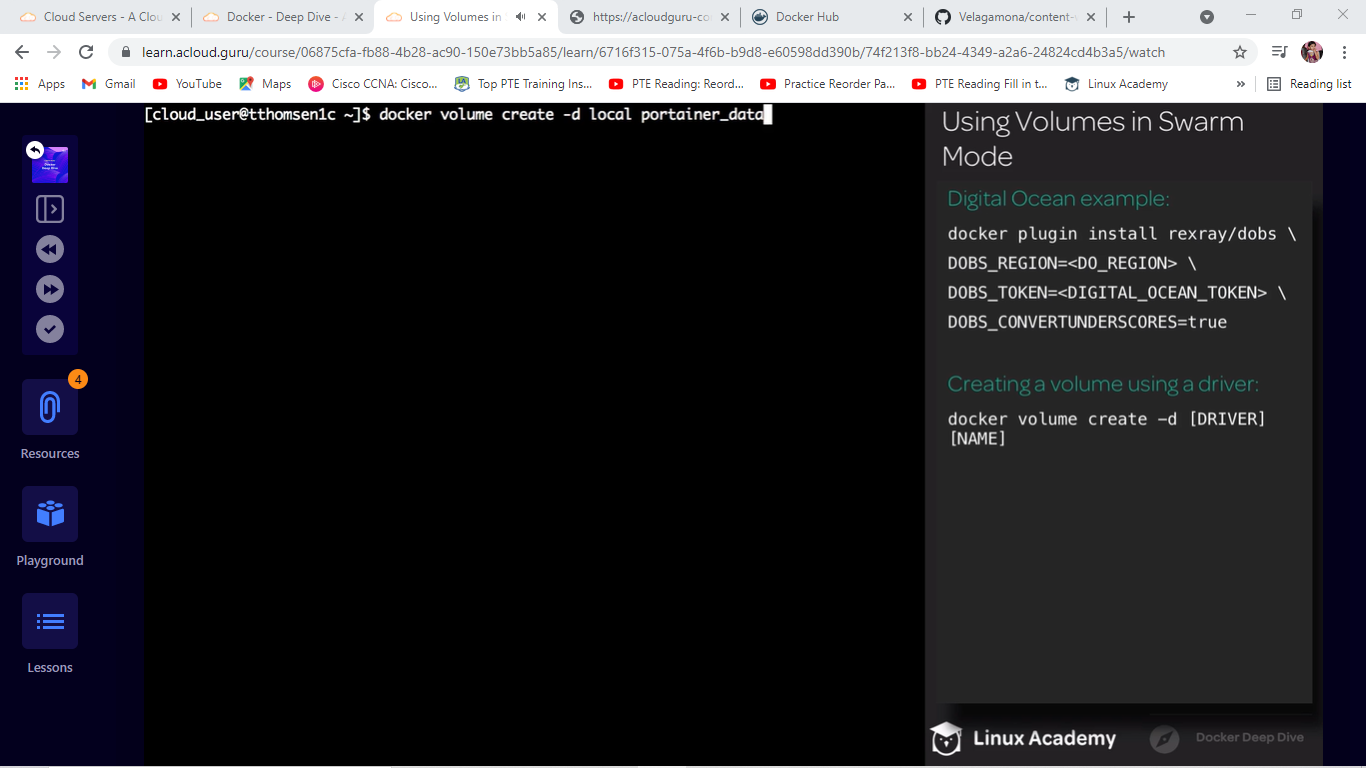 Cloud Servers - A Clou
Docker - Deep Dive - A
Using Volumes in
https://acloudguru-co
Docker Hub
Velagamona/content-
learn.acloud.guru/course/06875cfa-fb88-4b28-ac90-150e73bb5a85/learn/6716f315-075a-4f6b-b9d8-e60598dd390b/74f213f8-bb24-4349-a2a6-24824cd4b3a5/watch
Apps
Gmail
YouTube
Maps
Cisco CCNA: Cisco...
Top PTE Training Ins...
PTE Reading: Reord...
Practice Reorder Pa...
PTE Reading Fill in t...
Linux Academy
»
Reading list
[cloud_user@tthomsen1c ~]$ docker volume create -d local portainer_data
Docker
Deep Dive
4
Resources
Playground
Lessons
Using Volumes in Swarm
Mode
Digital Ocean example:
docker plugin install rexray/dobs \
DOBS_REGION=<DO_REGION> \
DOBS_TOKEN=<DIGITAL_OCEAN_TOKEN> \
DOBS_CONVERTUNDERSCORES=true
Creating a volume using a driver:
docker volume create -d [DRIVER]
[NAME]
Linux Academy
Docker Deep Dive